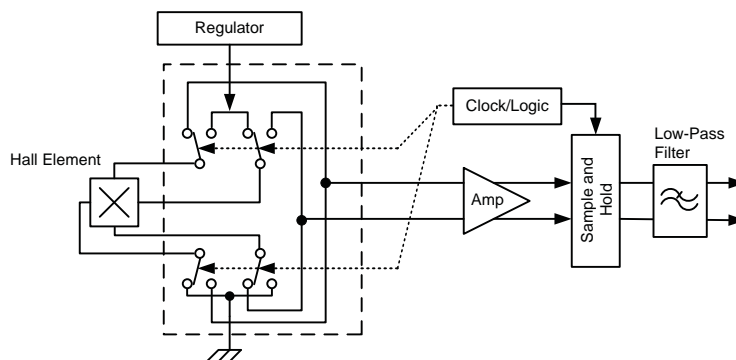 Regulator
Clock/Logic
Low-Pass
Filter
Hall Element
Amp
Sample and
Hold